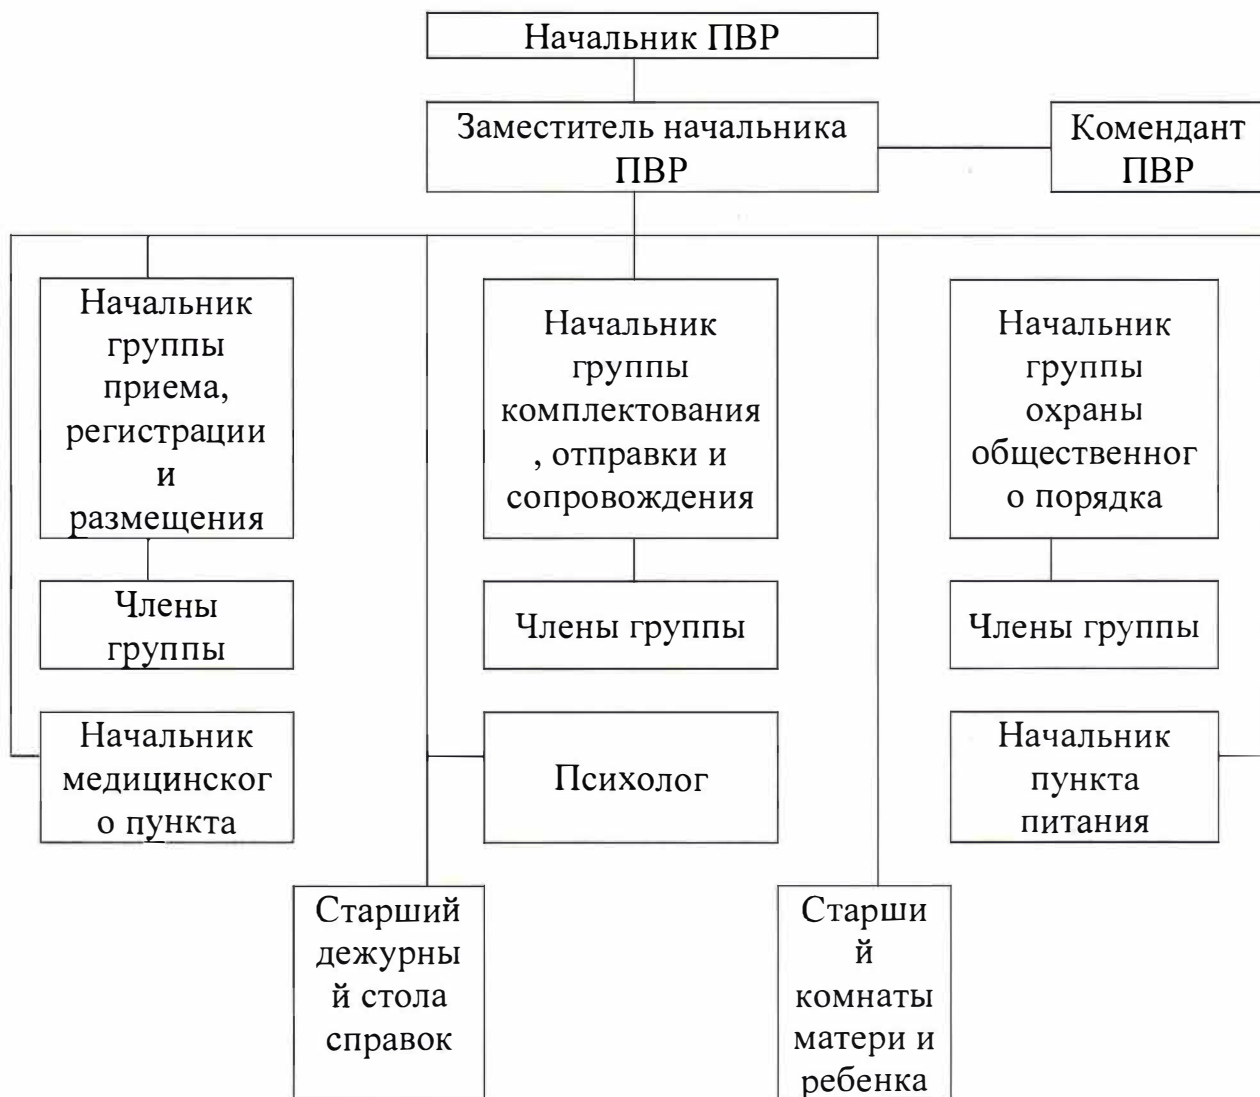 Начальник ПВР
Заместитель начальника
ПВР
Комендант
ПВР
Начальник
группы
приема,
регистрации
и
размещения
Начальник
группы
комплектования
, отправки и
сопровождения
Начальник
группы
охраны
общественног
о порядка
Члены
группы
Члены группы
Члены группы
Начальник
медицинског
о пункта
Психолог
Начальник
пункта
питания
Старший
дежурны
й стола
справок
Старши
й
комнаты
матери и
ребенка